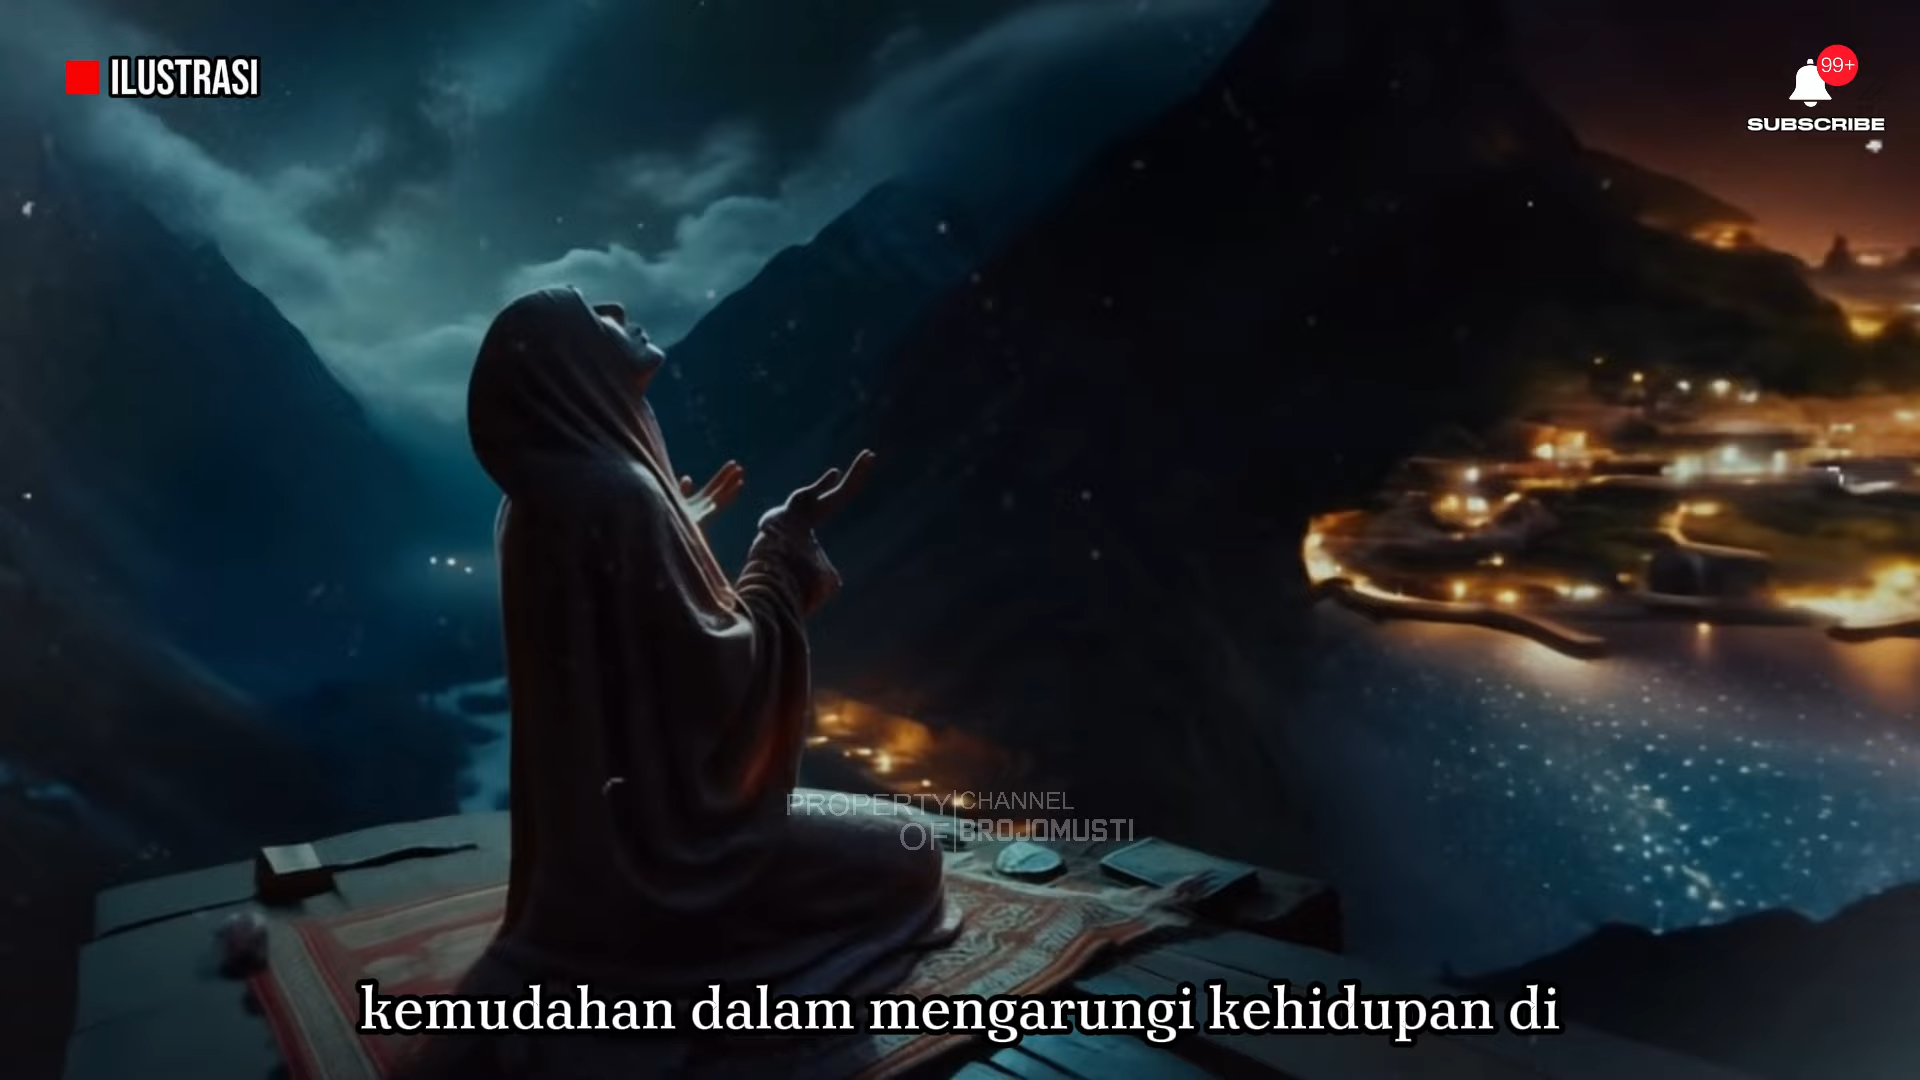 ILUSTRASI
99+
SUBSCRIBE
PROPERTY OF
CHANNEL
BROJOMUSTI
kemudahan dalam mengarungi kehidupan di